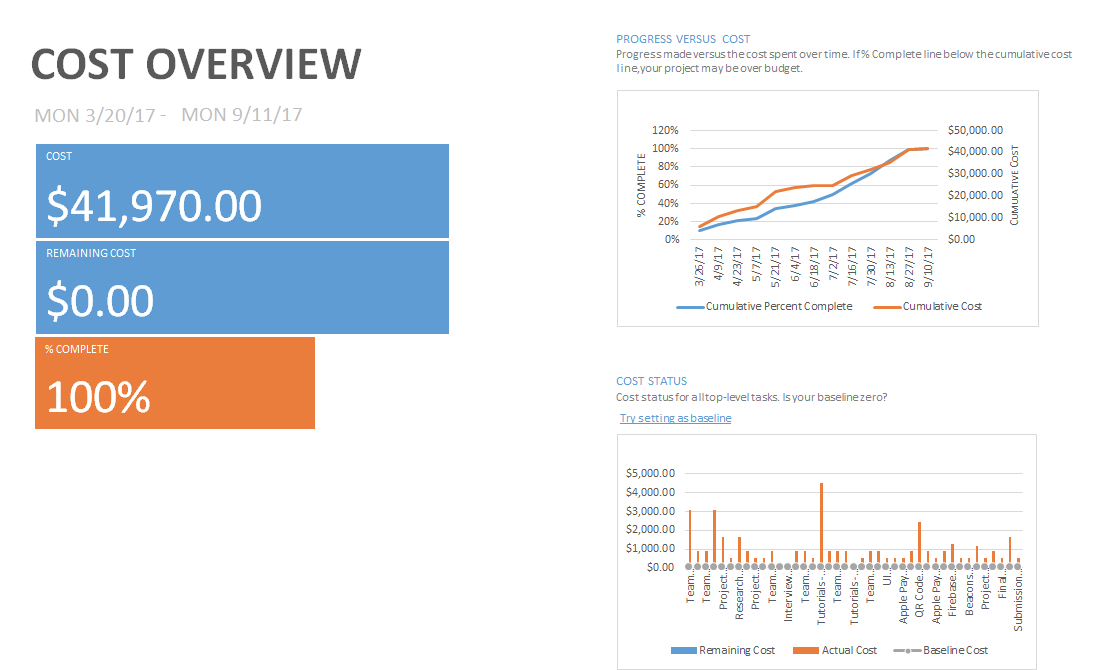 COST OVERVIEW
MON 3/20/17 - MON 9/11/17
COST
$41,970.00
REMAINING COST
$0.00
% COMPLETE
100%
PROGRESS VERSUS COST
Progress made versus the cost spent over time. If % Complete line below the cumulative cost
line, your project may be over budget.
120%
100%
80%
60%
40%
20%
0%
% COMPLETE
$50,000.00
$40,000.00
$30,000.00
$20,000.00
$10,000.00
$0.00
CUMULATIVE COST
3/26/17
4/9/17
4/23/17
5/7/17
5/21/17
6/4/17
6/18/17
7/2/17
7/16/17
7/30/17
8/13/17
8/27/17
9/10/17
Cumulative Percent Complete
Cumulative Cost
COST STATUS
Cost status for all top-level tasks. Is your baseline zero?
Try setting as baseline
$5,000.00
$4,000.00
$3,000.00
$2,000.00
$1,000.00
$0.00
Team...
Team...
Project...
Research...
Project...
Team...
Interview...
Team...
Tutorials -...
Team...
Tutorials -...
Team...
UI...
Apple Pay...
QR Code...
Apple Pay...
Firebase...
Beacons...
Project...
Final...
Submission...
Remaining Cost
Actual Cost
Baseline Cost